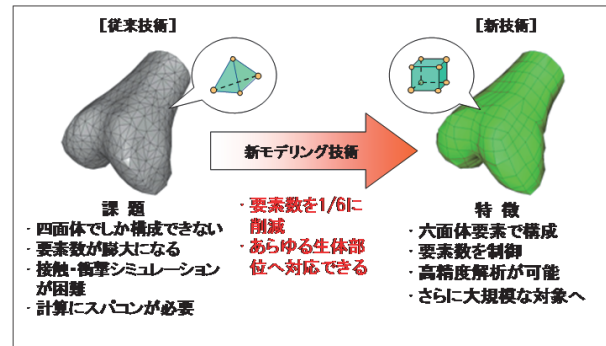 ［従来技術］
［新技術］
新モデリング技術
課 題
・四面体でしか構成できない
・要素数が膨大になる
・接触・衝撃シミュレーション
が困難
・計算にスパコンが必要
・要素数を1/6に
削減
・あらゆる生体部
位へ対応できる
特 徴
・六面体要素で構成
・要素数を制御
・高精度解析が可能
・さらに大規模な対象へ